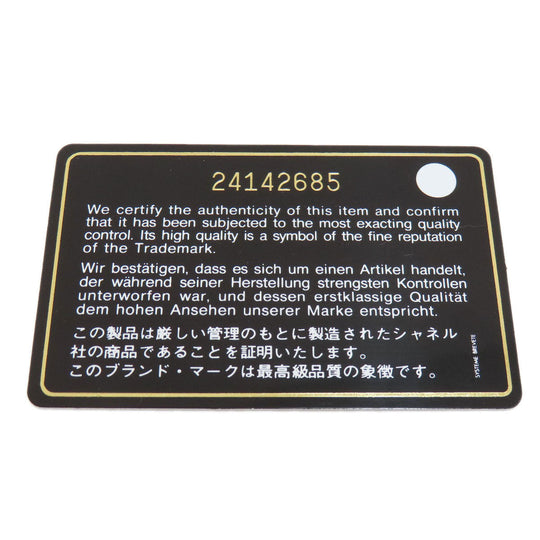 24142685
We certify the authenticity of this item and confirm
that it has been subjected to the most exacting quality
control. Its high quality is a symbol of the fine reputation
of the Trademark.
Wir bestätigen, dass es sich um einen Artikel handelt,
der während seiner Herstellung strengsten Kontrollen
unterworfen war, und dessen erstklassige Qualität
dem hohen Ansehen unserer Marke entspricht.
この製品は厳しい管理のもとに製造されたシャネル
社の商品であることを証明いたします。
このブランド・マークは最高級品質の象徴です。
SYSTEME BREVETE